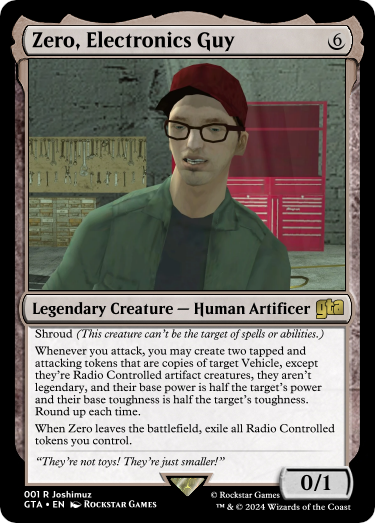 Zero, Electronics Guy 6
Legendary Creature — Human Artificer gta
Shroud (This creature can't be the target of spells or abilities.)
Whenever you attack, you may create two tapped and
attacking tokens that are copies of target Vehicle, except
they're Radio Controlled artifact creatures, they aren't
legendary, and their base power is half the target's power
and their base toughness is half the target's toughness.
Round up each time.
When Zero leaves the battlefield, exile all Radio Controlled
tokens you control.
"They're not toys! They're just smaller!"
0/1
001 R Joshimuz
GTA • EN Rockstar Games
© Rockstar Games
™ & © 2024 Wizards of the Coast